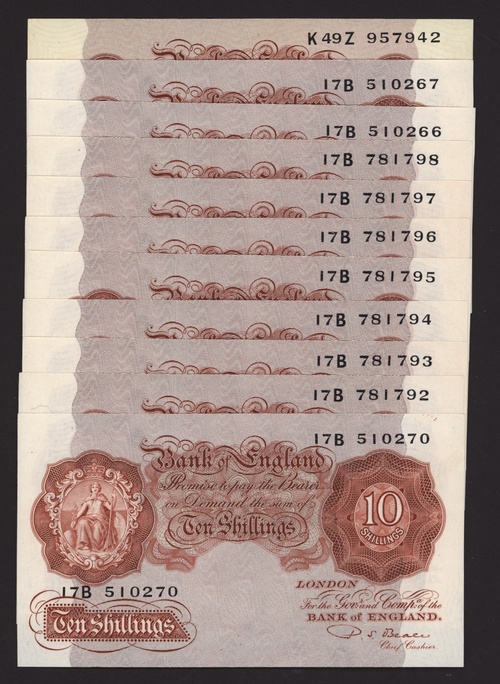 K49Z 957942
17B 510267
17B 510266
17B 781798
17B 781797
17B 781796
17B 781795
17B 781794
17B 781793
17B 781792
17B 510270
Bank of England
Promise to pay the Bearer
on Demand the sum of
Ten Shillings
10
SHILLINGS
17B 510270
Ten Shillings
LONDON
For the Govr. and Compa. of the
BANK OF ENGLAND.
P. S. Beale
Chief Cashier.